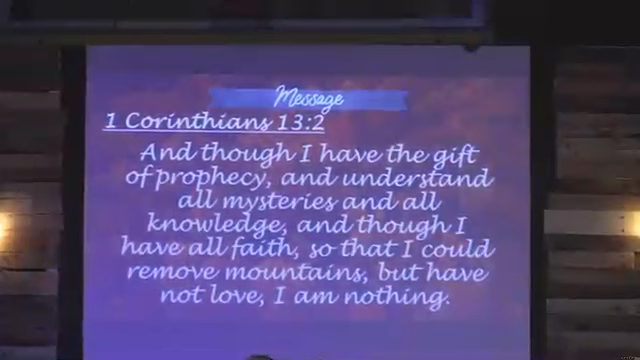 Message
1 Corinthians 13:2
And though I have the gift
of prophecy, and understand
all mysteries and all
knowledge, and though I
have all faith, so that I could
remove mountains, but have
not love, I am nothing.